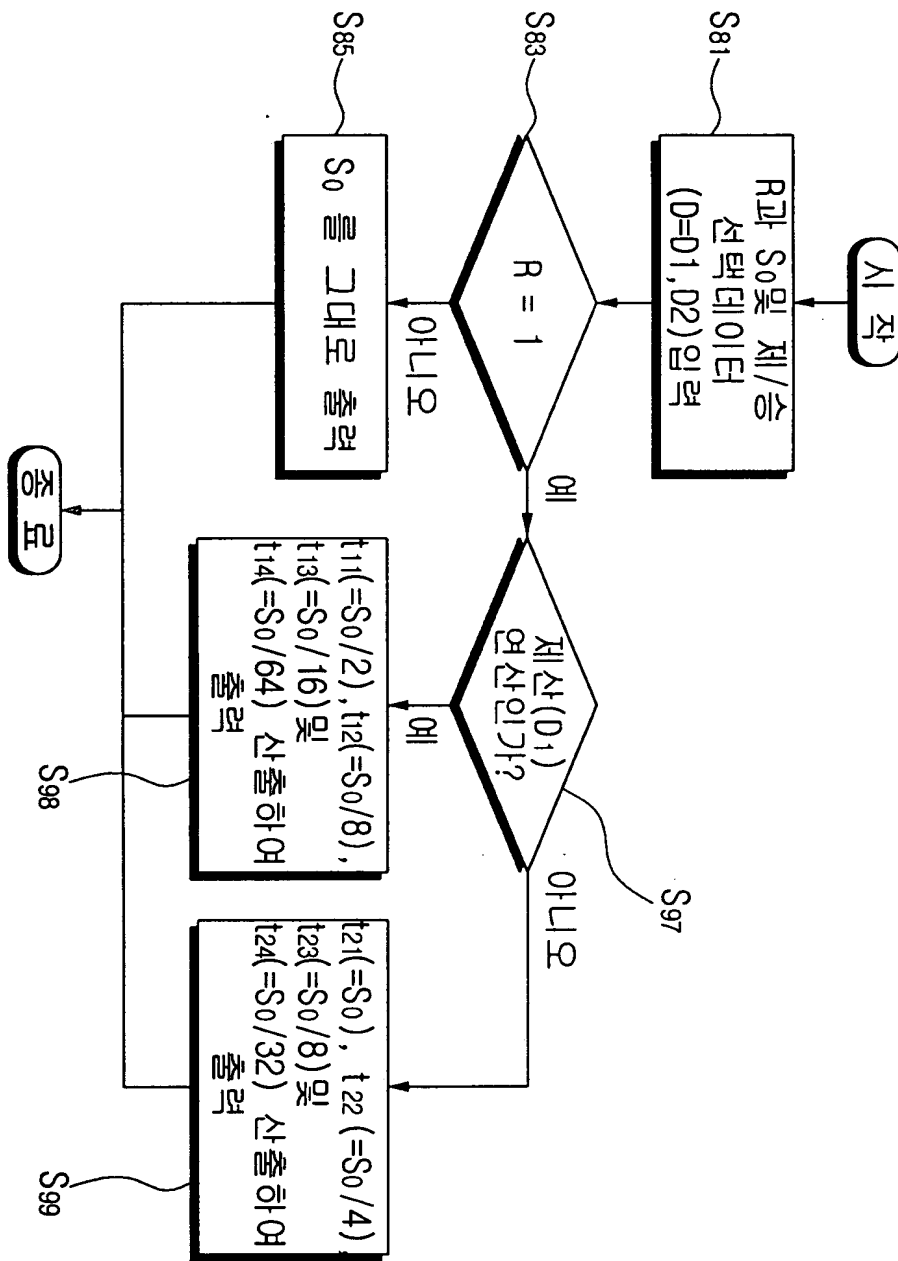 시 작
S81
R과 S0및 제/승
선택데이터
(D=D1,D2)입력
S83
R = 1
예
아니오
S85
S0 를 그대로 출력
S97
제산(D1)
연산인가?
예
아니오
t11(=S0/2),t12(=S0/8),
t13(=S0/16)및
t14(=S0/64) 산출하여
출력
S98
t21(=S0), t22 (=S0/4),
t23(=S0/8)및
t24(=S0/32) 산출하여
출력
S99
종 료